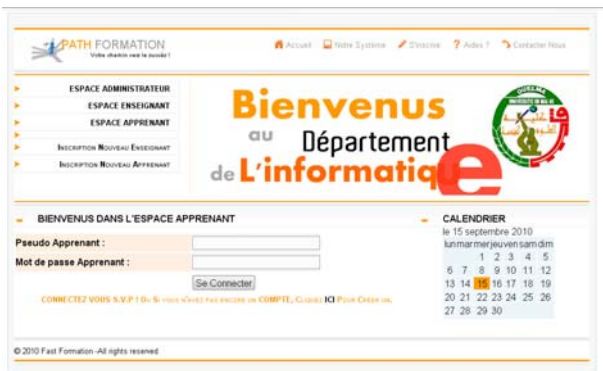 PATH FORMATION
Votre chemin vers le succès !
Accueil Notre Système S'inscrire ? Aides ? Contacter Nous
ESPACE ADMINISTRATEUR
ESPACE ENSEIGNANT
ESPACE APPRENANT
INSCRIPTION NOUVEAU ENSEIGNANT
INSCRIPTION NOUVEAU APPRENANT
Bienvenus
au Département
de L'informatique
GUELMA
BIENVENUS DANS L'ESPACE APPRENANT
Pseudo Apprenant :
Mot de passe Apprenant :
Se Connecter
CONNECTEZ VOUS S.V.P ! OU SI VOUS N'AVEZ PAS ENCORE UN COMPTE, CLIQUEZ ICI POUR CRÉER UN.
CALENDRIER
le 15 septembre 2010
lun mar mer jeu ven sam dim
1 2 3 4 5
6 7 8 9 10 11 12
13 14 15 16 17 18 19
20 21 22 23 24 25 26
27 28 29 30
© 2010 Fast Formation -All rights reserved